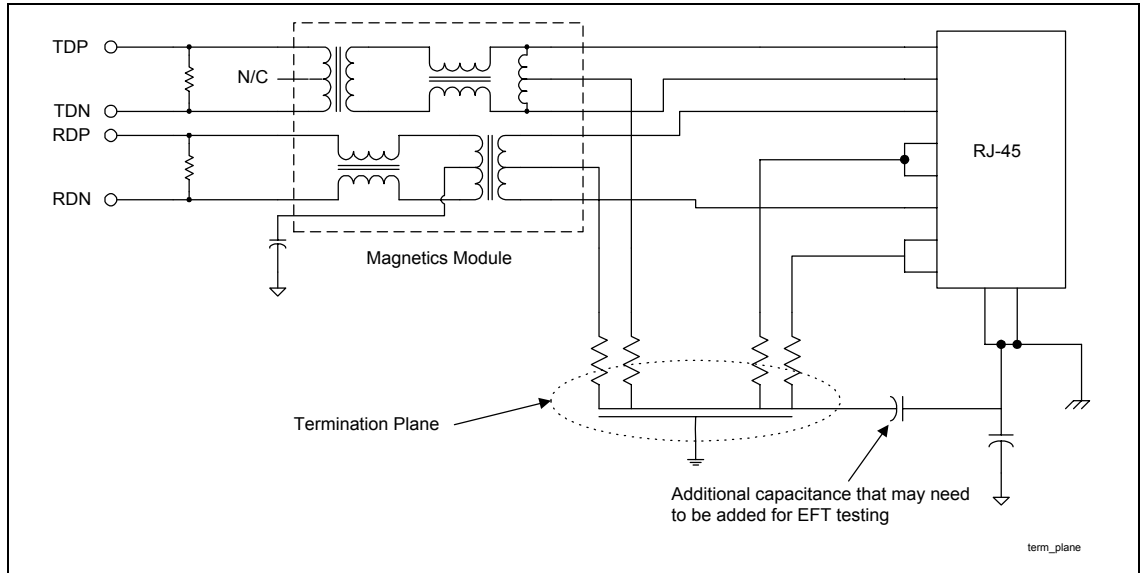 TDP
N/C
TDN
RDP
RDN
RJ-45
Magnetics Module
Termination Plane
Additional capacitance that may need
to be added for EFT testing
term_plane